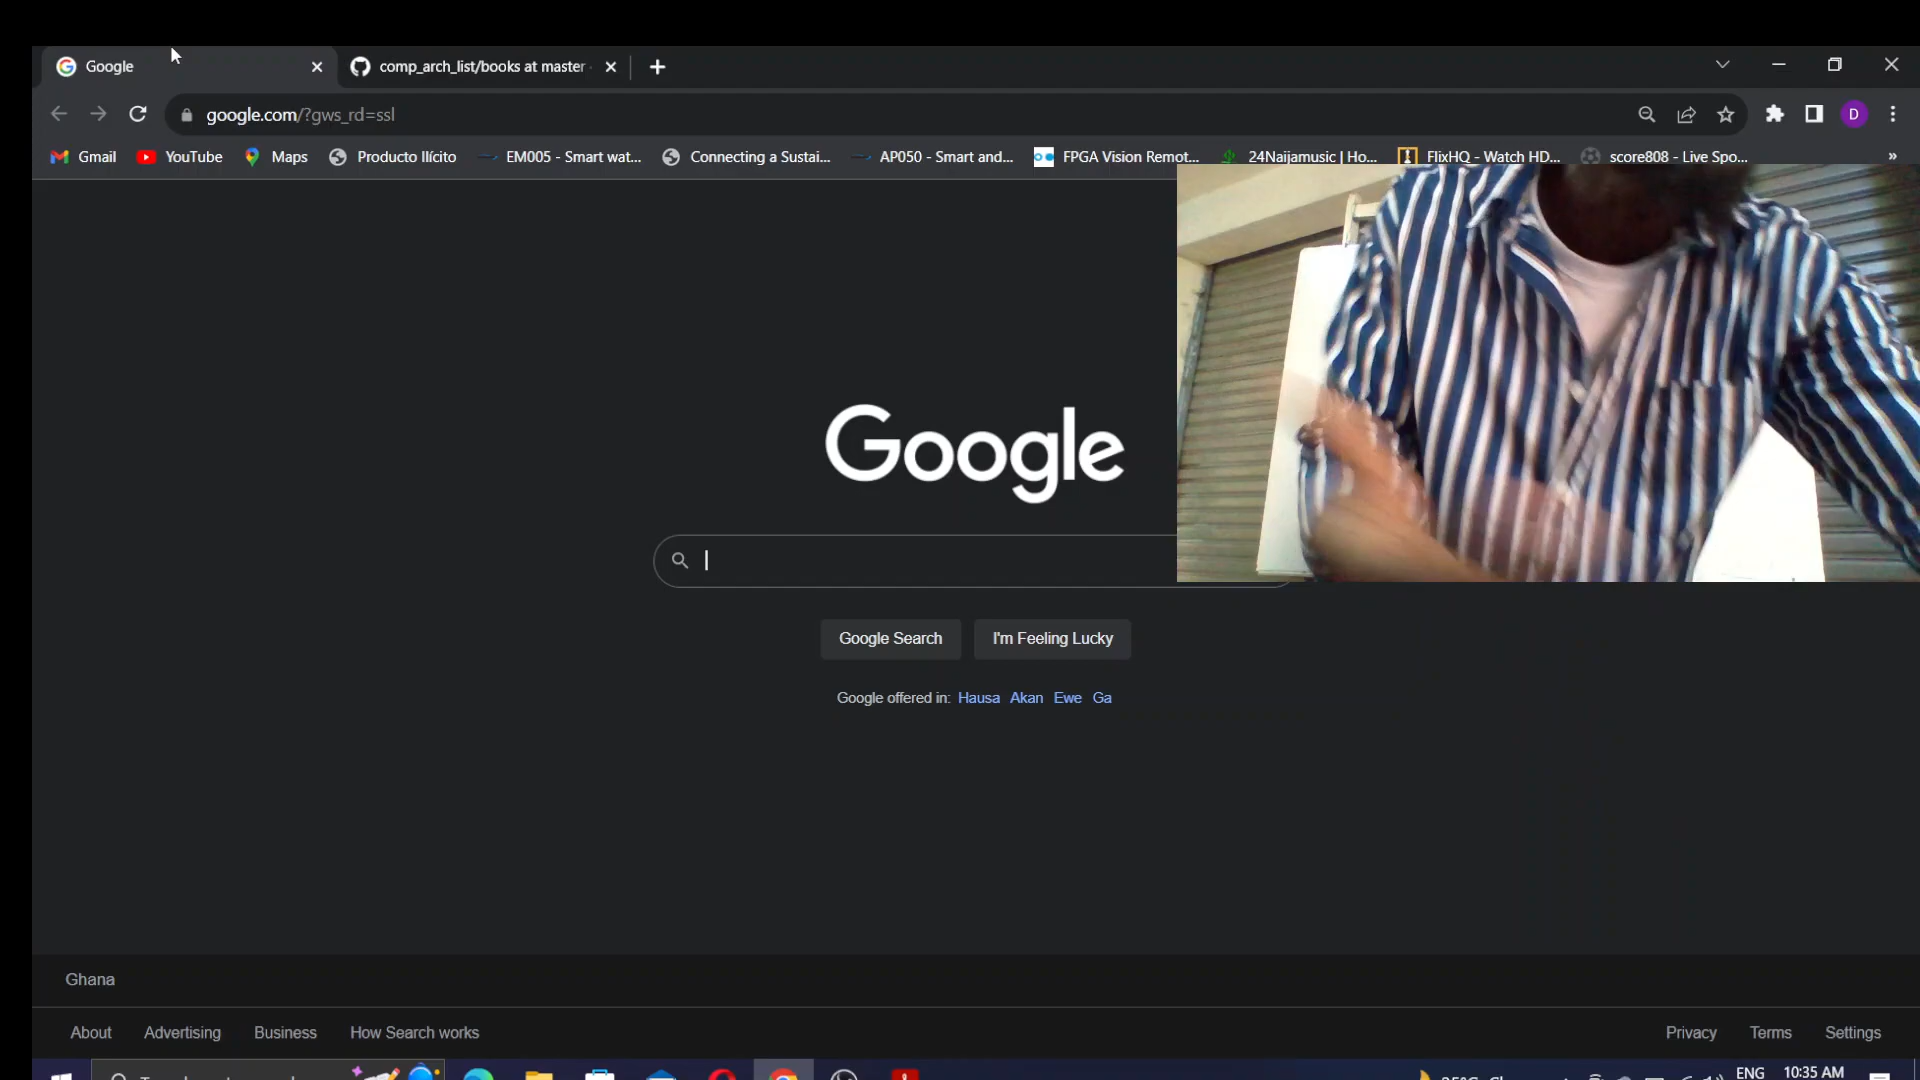 Google
comp_arch_list/books at master
google.com/?gws_rd=ssl
D
Gmail
YouTube
Maps
Producto Ilícito
EM005 - Smart wat...
Connecting a Sustai...
AP050 - Smart and...
FPGA Vision Remot...
24Naijamusic | Ho...
FlixHQ - Watch HD...
score808 - Live Spo...
»
Google
Google Search
I'm Feeling Lucky
Google offered in: Hausa Akan Ewe Ga
Ghana
About
Advertising
Business
How Search works
Privacy
Terms
Settings
ENG
10:35 AM